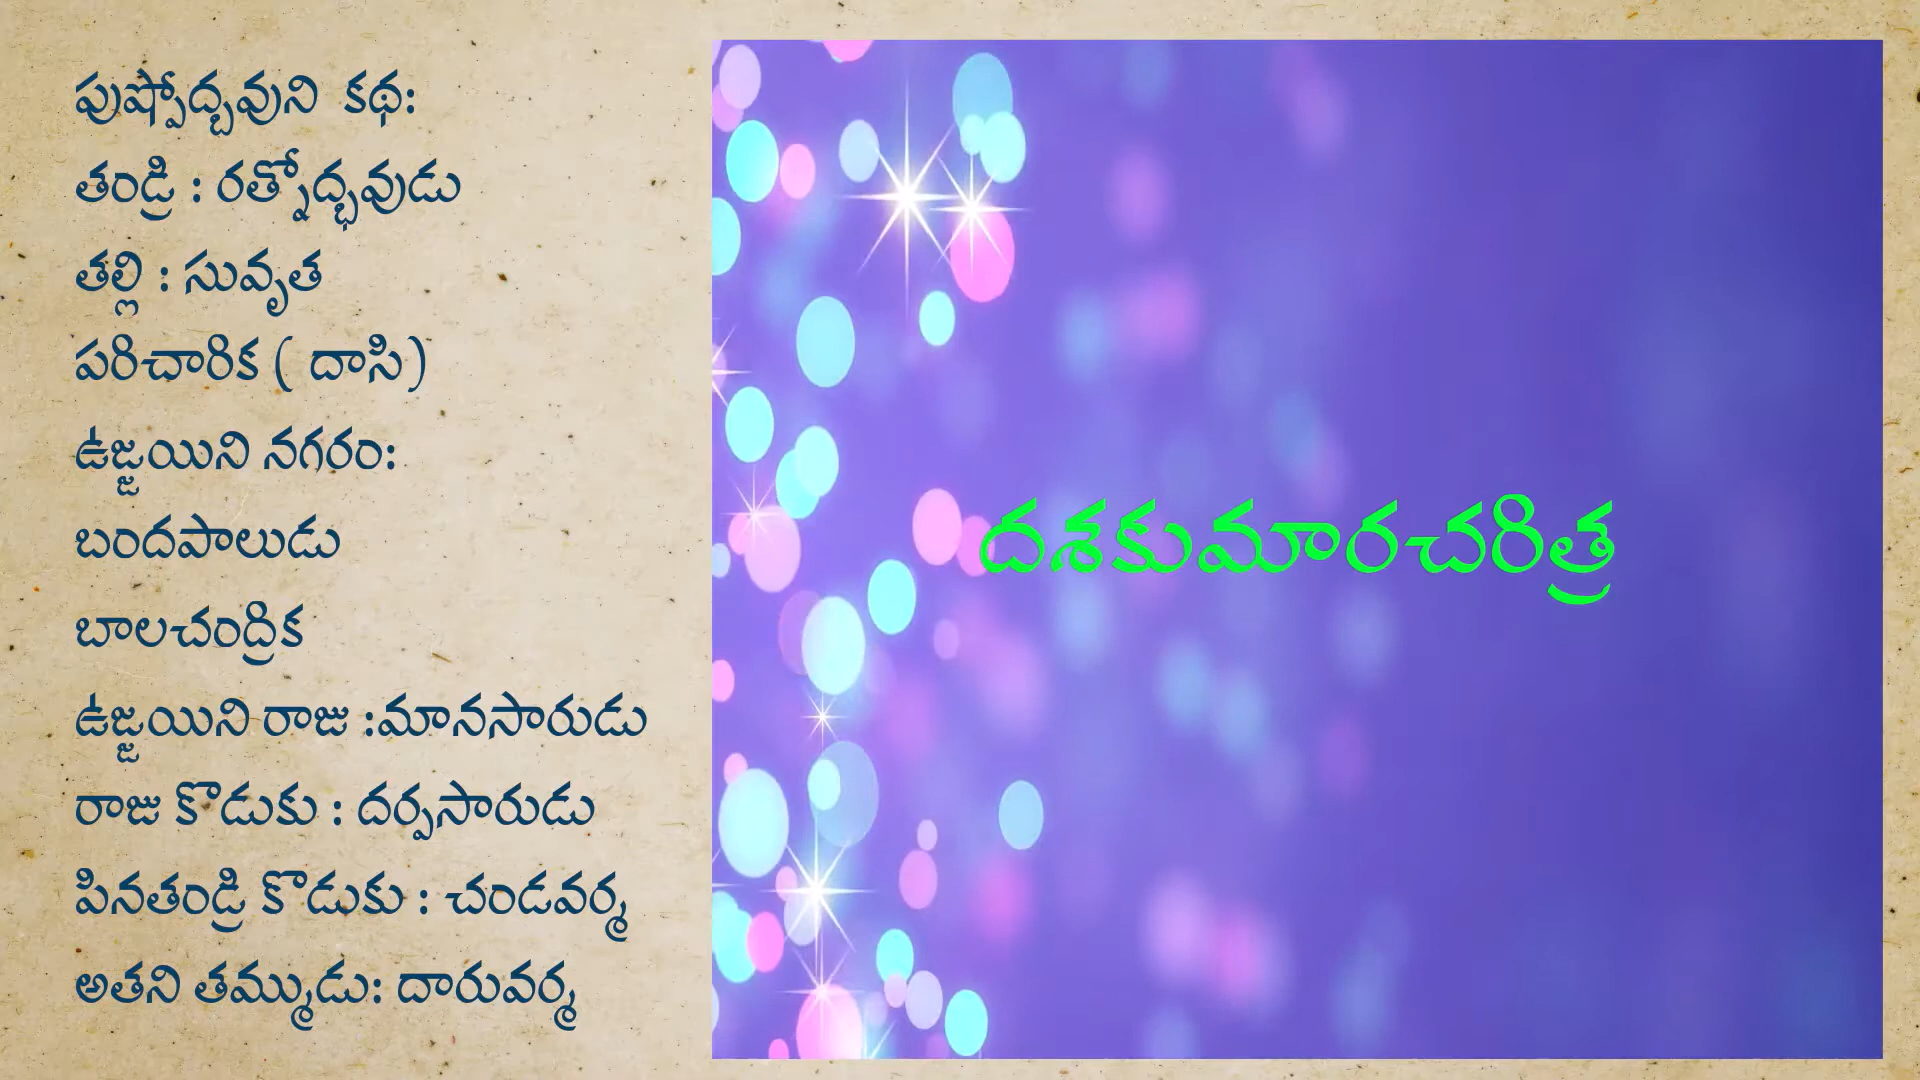 పుష్పోద్బవుని కథ:
తండ్రి : రత్నోద్భవుడు
తల్లి : సువృత
పరిచారిక ( దాసి)
ఉజ్జయిని నగరం:
బందపాలుడు
బాలచంద్రిక
ఉజ్జయిని రాజు :మానసారుడు
రాజు కొడుకు : దర్పసారుడు
పినతండ్రి కొడుకు : చండవర్మ
అతని తమ్ముడు: దారువర్మ
దశకుమారచరిత్ర